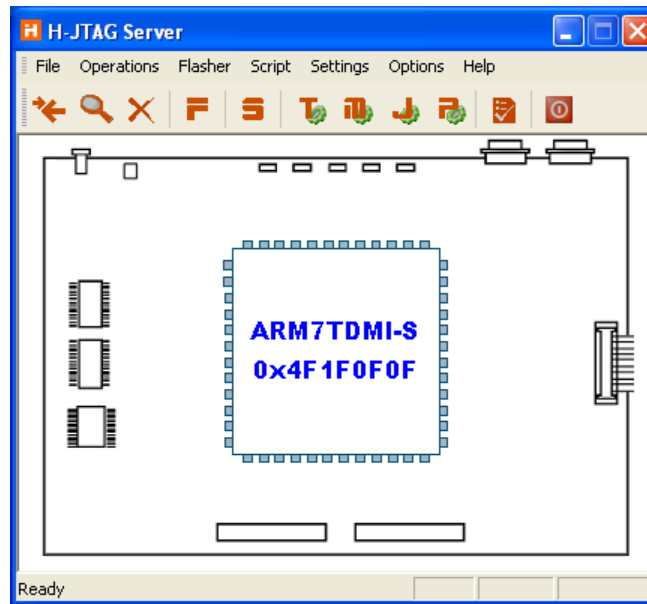 H-JTAG Server
File Operations Flasher Script Settings Options Help
ARM7TDMI-S
0x4F1F0F0F
Ready